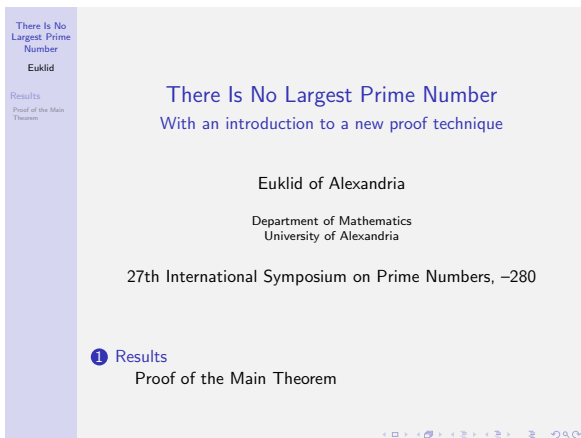 There Is No
Largest Prime
Number
Euklid
Results
Proof of the Main
Theorem
There Is No Largest Prime Number
With an introduction to a new proof technique
Euklid of Alexandria
Department of Mathematics
University of Alexandria
27th International Symposium on Prime Numbers, –280
1 Results
Proof of the Main Theorem